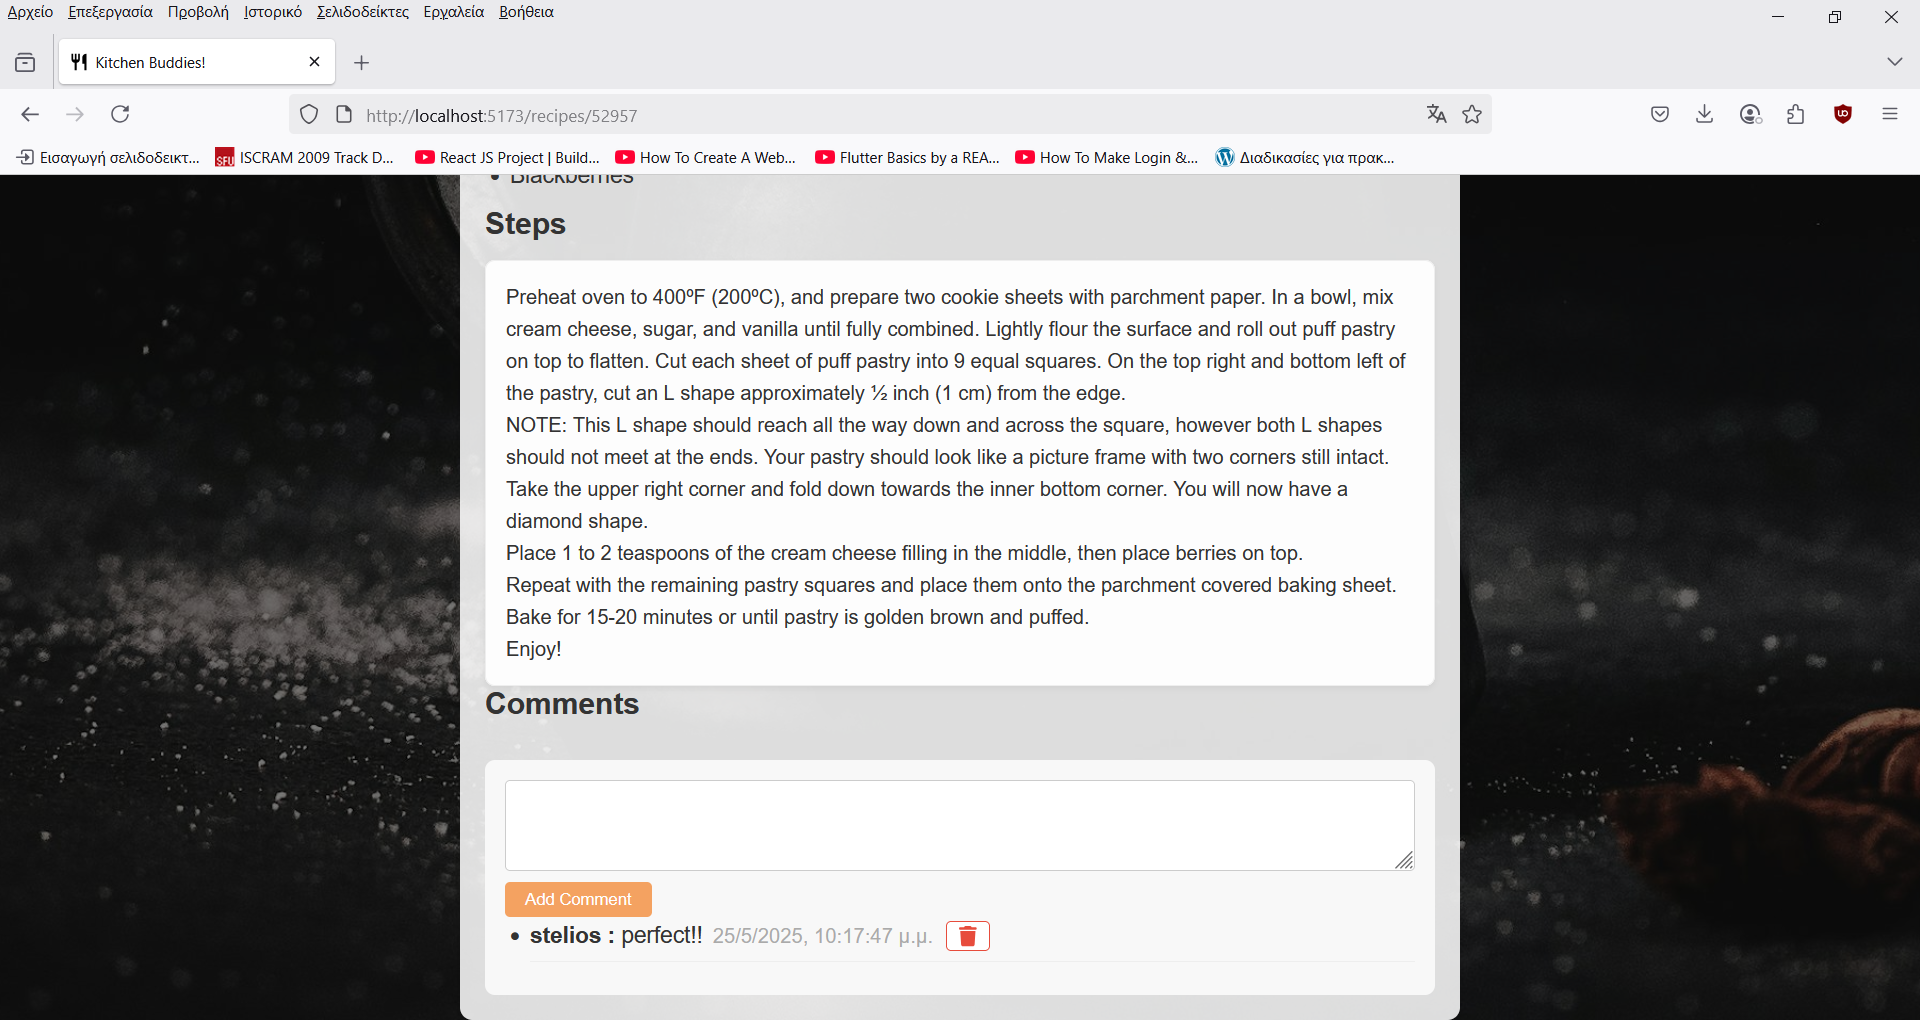 Αρχείο Επεξεργασία Προβολή Ιστορικό Σελιδοδείκτες Εργαλεία Βοήθεια
Kitchen Buddies!
http://localhost:5173/recipes/52957
Εισαγωγή σελιδοδεικτ... SFU ISCRAM 2009 Track D... React JS Project | Build... How To Create A Web... Flutter Basics by a REA... How To Make Login &... Διαδικασίες για πρακ...
• Blackberries
Steps
Preheat oven to 400ºF (200ºC), and prepare two cookie sheets with parchment paper. In a bowl, mix
cream cheese, sugar, and vanilla until fully combined. Lightly flour the surface and roll out puff pastry
on top to flatten. Cut each sheet of puff pastry into 9 equal squares. On the top right and bottom left of
the pastry, cut an L shape approximately ½ inch (1 cm) from the edge.
NOTE: This L shape should reach all the way down and across the square, however both L shapes
should not meet at the ends. Your pastry should look like a picture frame with two corners still intact.
Take the upper right corner and fold down towards the inner bottom corner. You will now have a
diamond shape.
Place 1 to 2 teaspoons of the cream cheese filling in the middle, then place berries on top.
Repeat with the remaining pastry squares and place them onto the parchment covered baking sheet.
Bake for 15-20 minutes or until pastry is golden brown and puffed.
Enjoy!
Comments
Add Comment
• stelios : perfect!! 25/5/2025, 10:17:47 μ.μ.